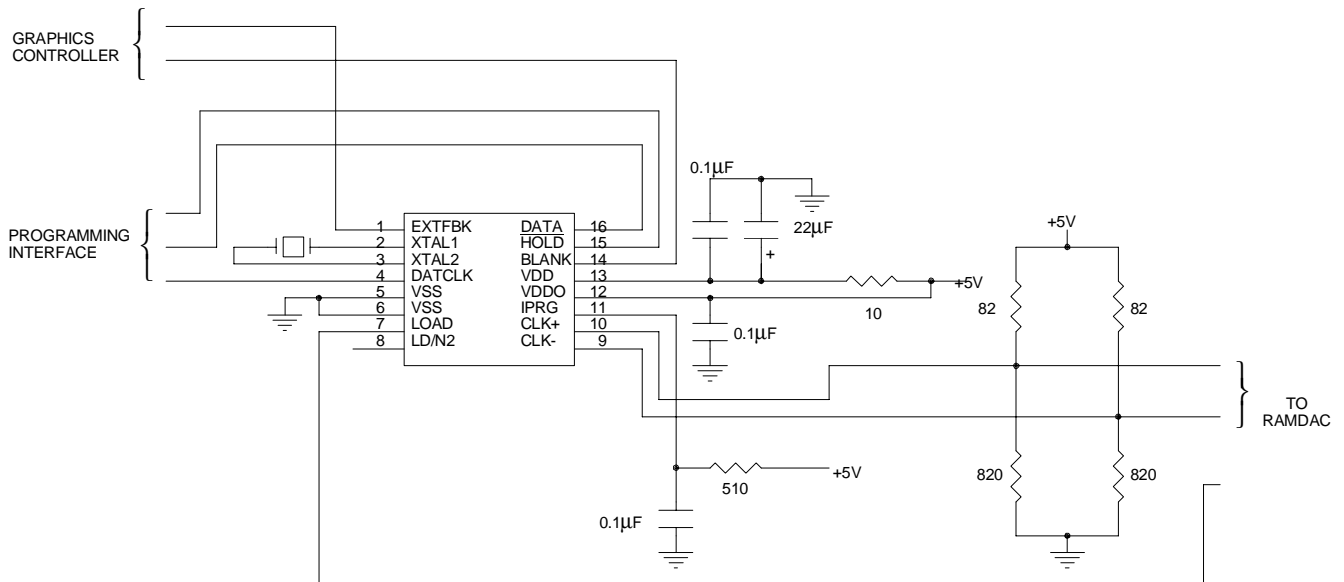 GRAPHICS
CONTROLLER
PROGRAMMING
INTERFACE
1 EXTFBK DATA 16
2 XTAL1 HOLD 15
3 XTAL2 BLANK 14
4 DATCLK VDD 13
5 VSS VDDO 12
6 VSS IPRG 11
7 LOAD CLK+ 10
8 LD/N2 CLK- 9
0.1µF
22µF
+
10
+5V
0.1µF
+5V
82
82
TO
RAMDAC
820
820
510
+5V
0.1µF